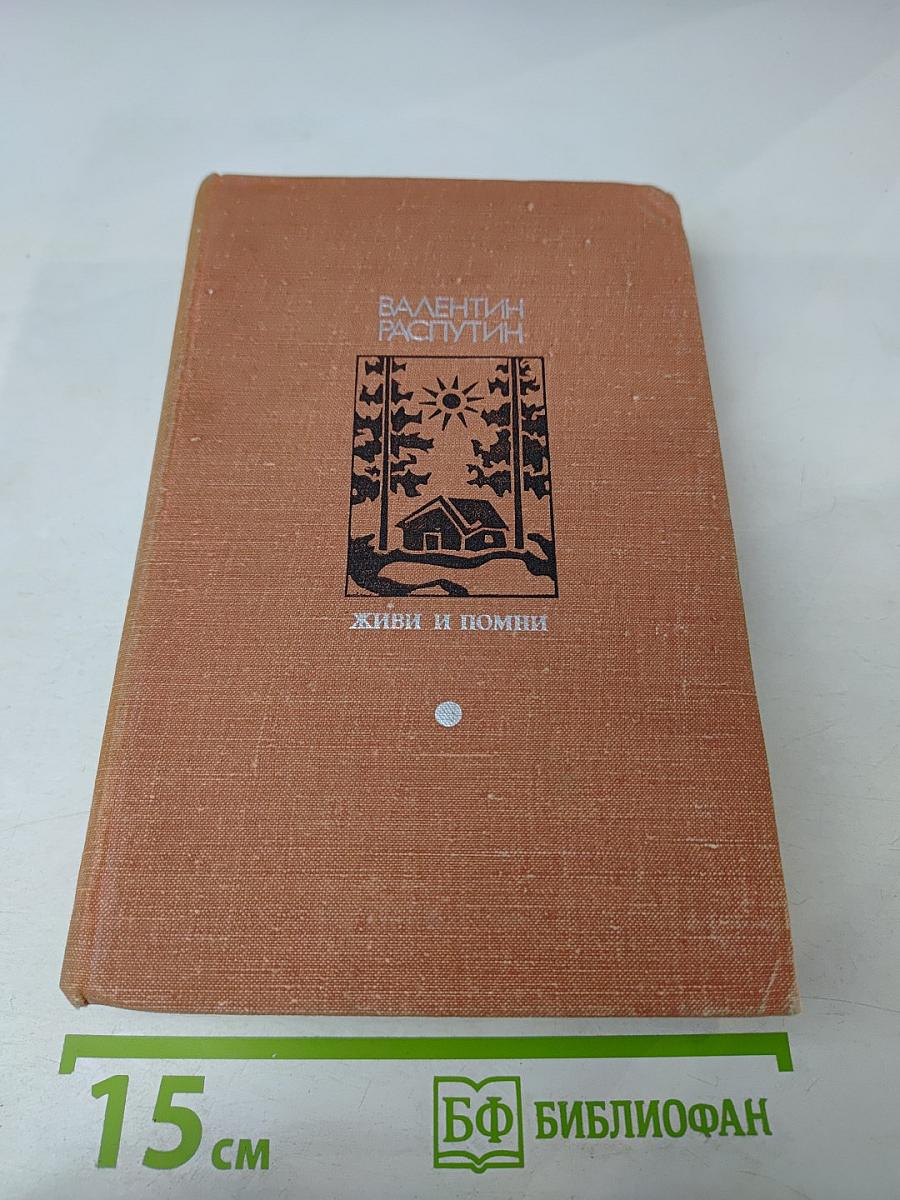 ВАЛЕНТИН
РАСПУТИН
ЖИВИ И ПОМНИ
15 см
БФ БИБЛИОФАН